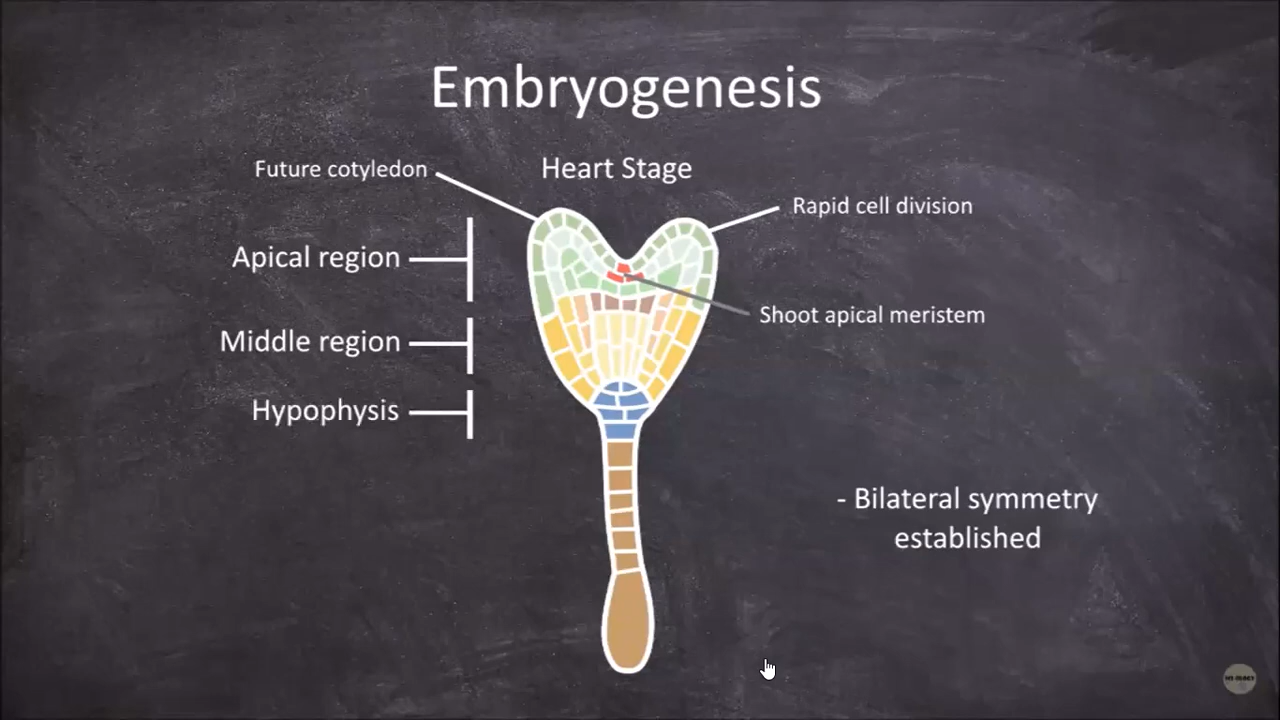 Embryogenesis
Future cotyledon
Heart Stage
Rapid cell division
Apical region
Shoot apical meristem
Middle region
Hypophysis
- Bilateral symmetry
established